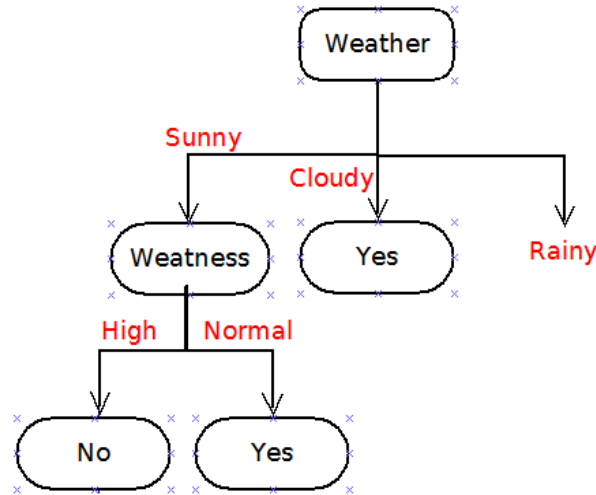 Weather
Sunny
Cloudy
Weatness
Yes
Rainy
High
Normal
No
Yes